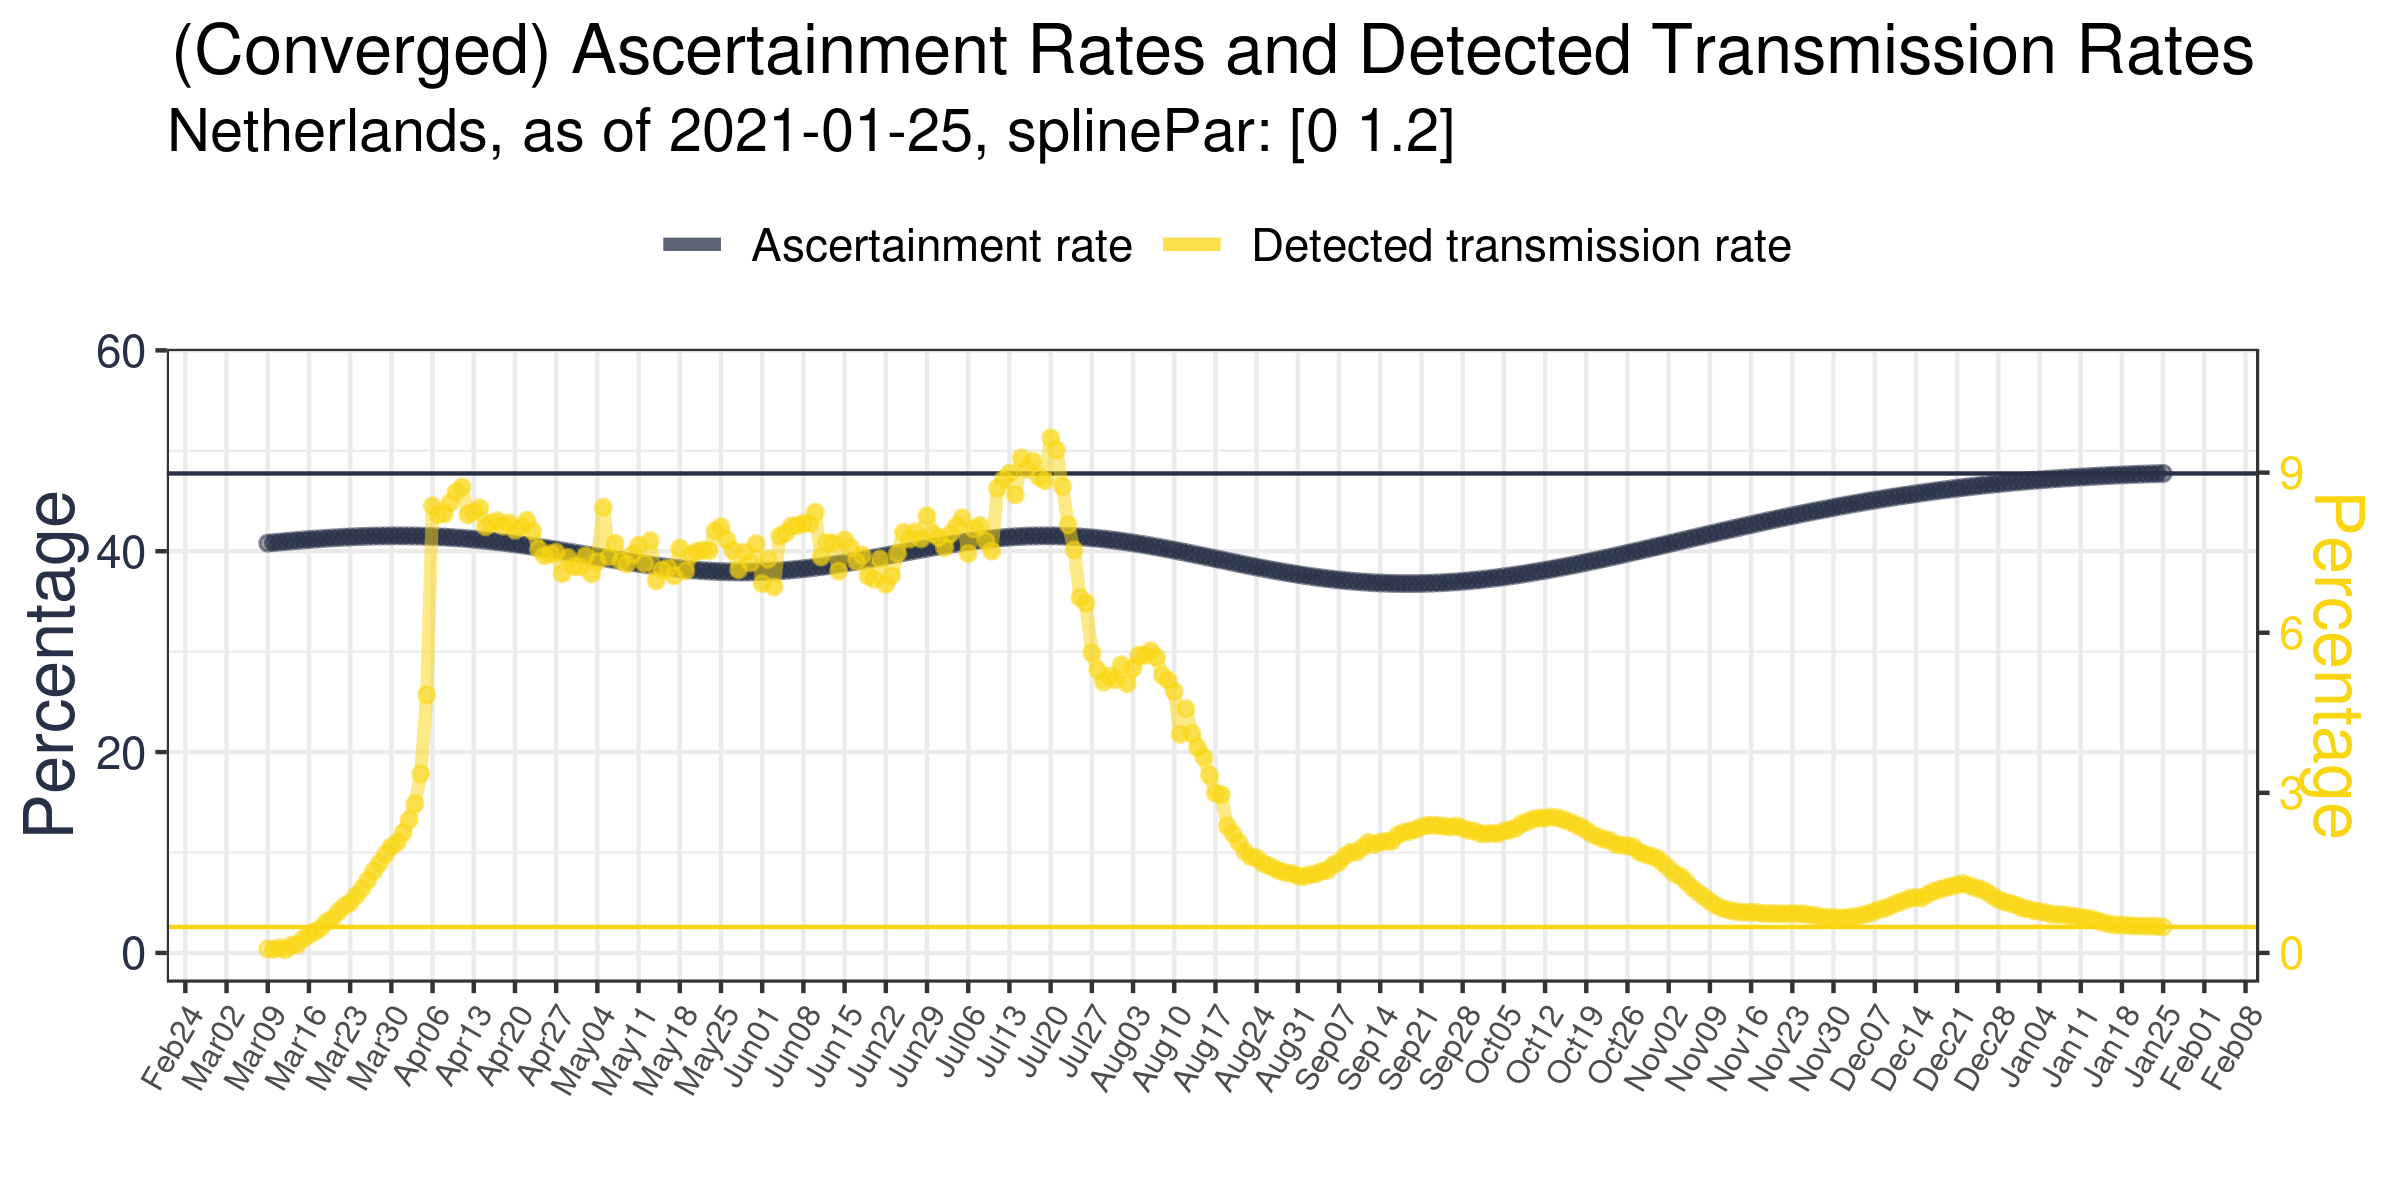 (Converged) Ascertainment Rates and Detected Transmission Rates
Netherlands, as of 2021-01-25, splinePar: [0 1.2]
Ascertainment rate
Detected transmission rate
Percentage
60
40
20
0
9
6
3
0
Percentage
Feb24
Mar02
Mar09
Mar16
Mar23
Mar30
Apr06
Apr13
Apr20
Apr27
May04
May11
May18
May25
Jun01
Jun08
Jun15
Jun22
Jun29
Jul06
Jul13
Jul20
Jul27
Aug03
Aug10
Aug17
Aug24
Aug31
Sep07
Sep14
Sep21
Sep28
Oct05
Oct12
Oct19
Oct26
Nov02
Nov09
Nov16
Nov23
Nov30
Dec07
Dec14
Dec21
Dec28
Jan04
Jan11
Jan18
Jan25
Feb01
Feb08